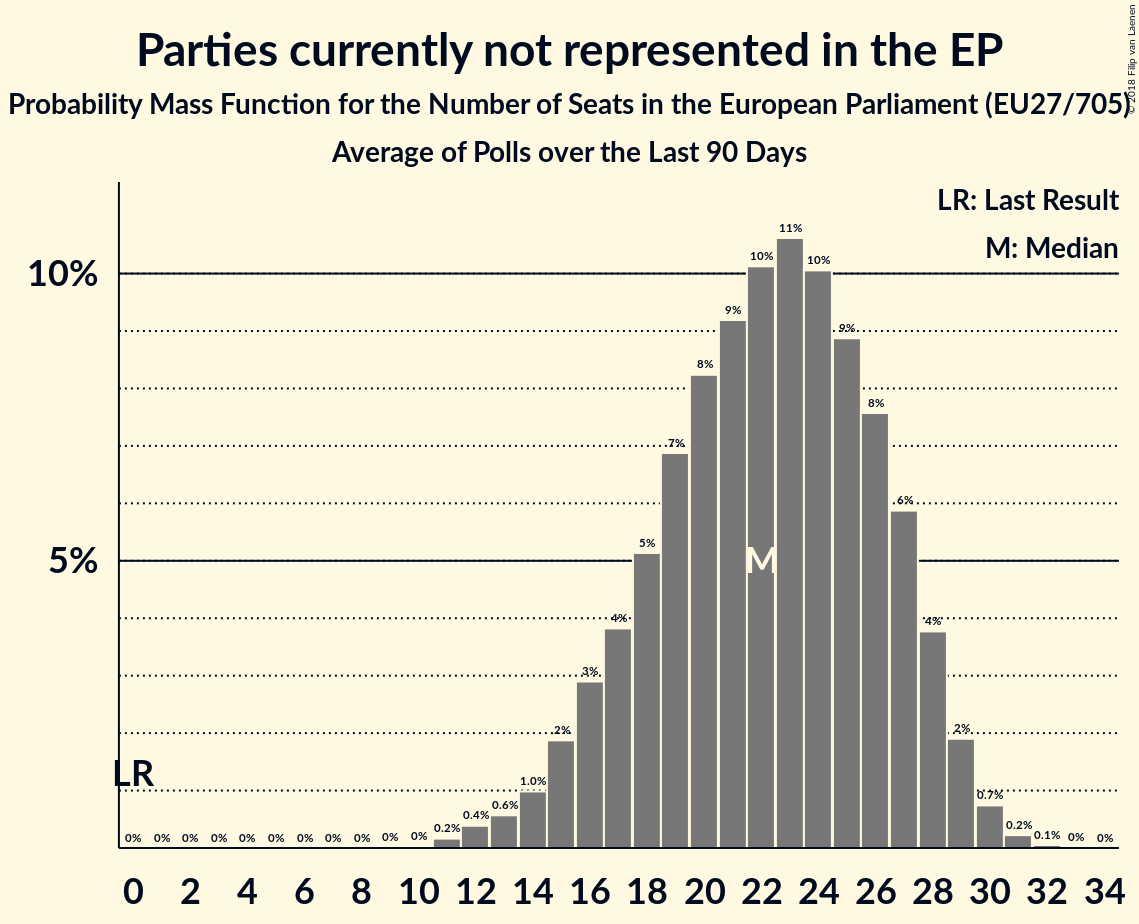 Parties currently not represented in the EP
Probability Mass Function for the Number of Seats in the European Parliament (EU27/705)
Average of Polls over the Last 90 Days
© 2018 Filip van Laenen
LR: Last Result
M: Median
10%
5%
LR
M
0% 0% 0% 0% 0% 0% 0% 0% 0% 0% 0% 0.2% 0.4% 0.6% 1.0% 2% 3% 4% 5% 7% 8% 9% 10% 11% 10% 9% 8% 6% 4% 2% 0.7% 0.2% 0.1% 0% 0%
0 2 4 6 8 10 12 14 16 18 20 22 24 26 28 30 32 34